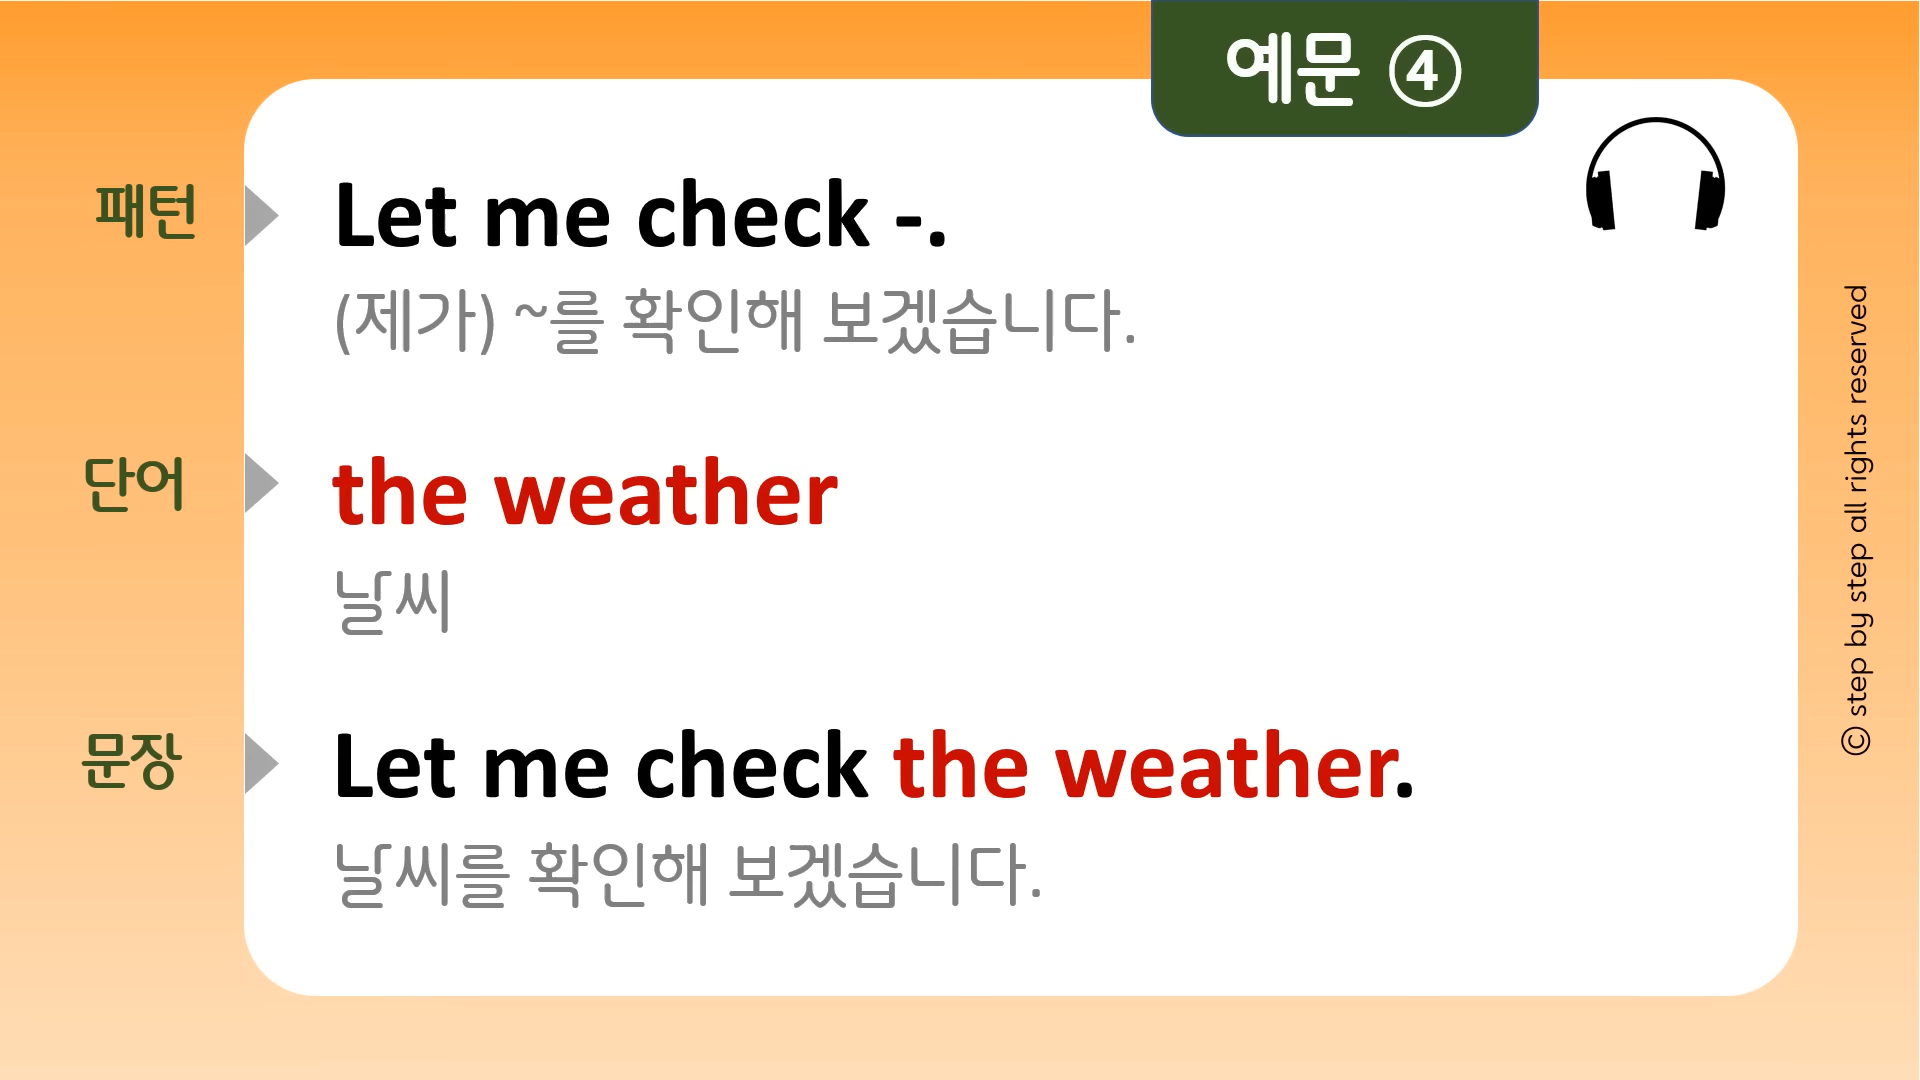 예문 ④
패턴
Let me check -.
(제가) ~를 확인해 보겠습니다.
단어
the weather
날씨
문장
Let me check the weather.
날씨를 확인해 보겠습니다.
© step by step all rights reserved